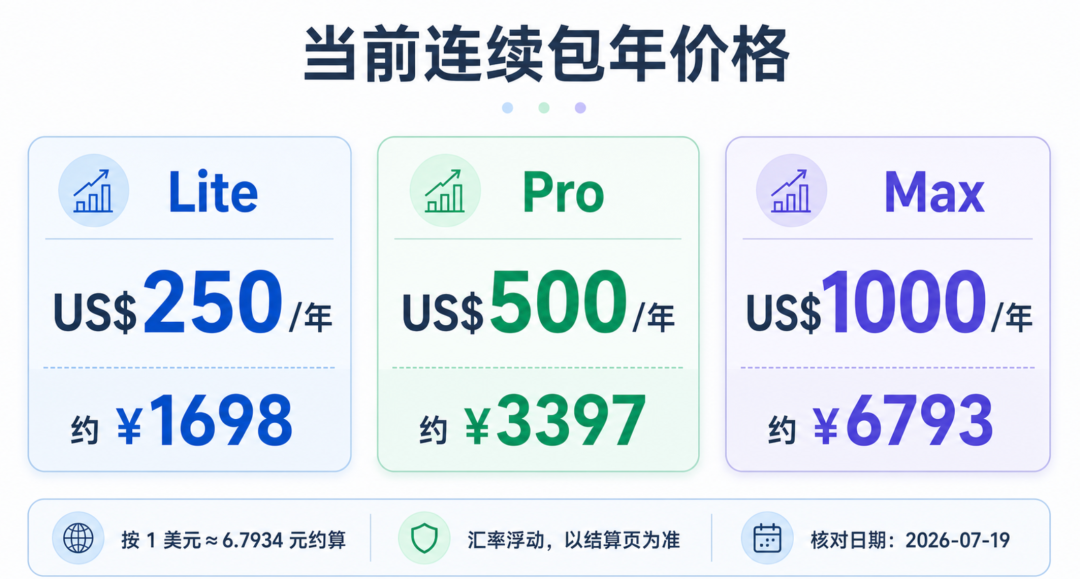 当前连续包年价格
Lite
US$250/年
约 ¥1698
Pro
US$500/年
约 ¥3397
Max
US$1000/年
约 ¥6793
按 1 美元≈6.7934 元约算
汇率浮动，以结算页为准
核对日期：2026-07-19